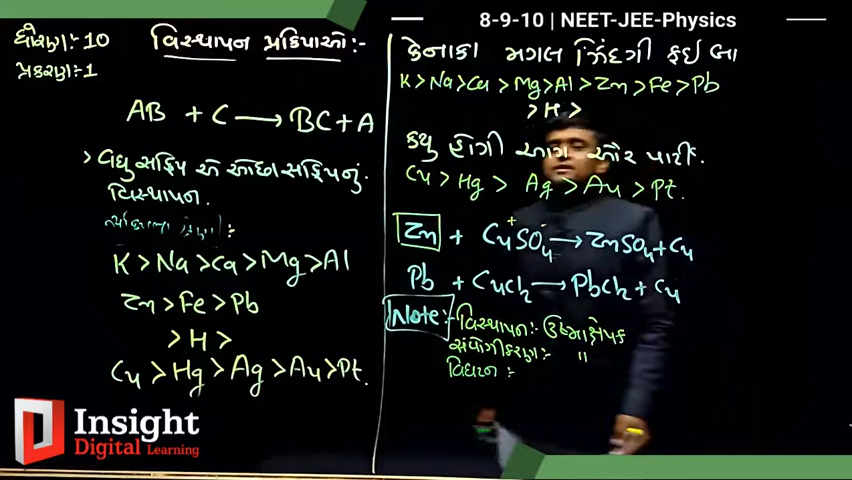 8-9-10 | NEET-JEE-Physics
ધોરણ:-10
પ્રકરણ:-1
વિસ્થાપન પ્રક્રિયાઓ:-
AB + C ⟶ BC + A
> વધુ સક્રિય એ ઓછા સક્રિયનું
વિસ્થાપન.
K > Na > Ca > Mg > Al
Zn > Fe > Pb
> H >
Cu > Hg > Ag > Au > Pt.
કેનાકા મગલ ઝિંદગી ફઇ બા
K > Na > Ca > Mg > Al > Zn > Fe > Pb
> H >
કયુ હોગી આગ ઔર પાર્ટી.
Cu > Hg > Ag > Au > Pt.
Zn + CuSO4 ⟶ ZnSO4 + Cu
Pb + CuCl2 ⟶ PbCl2 + Cu
Note:- વિસ્થાપન:- ઉષ્માક્ષેપક
સંયોગીકરણ:- "
વિઘટન :-
Insight
Digital Learning